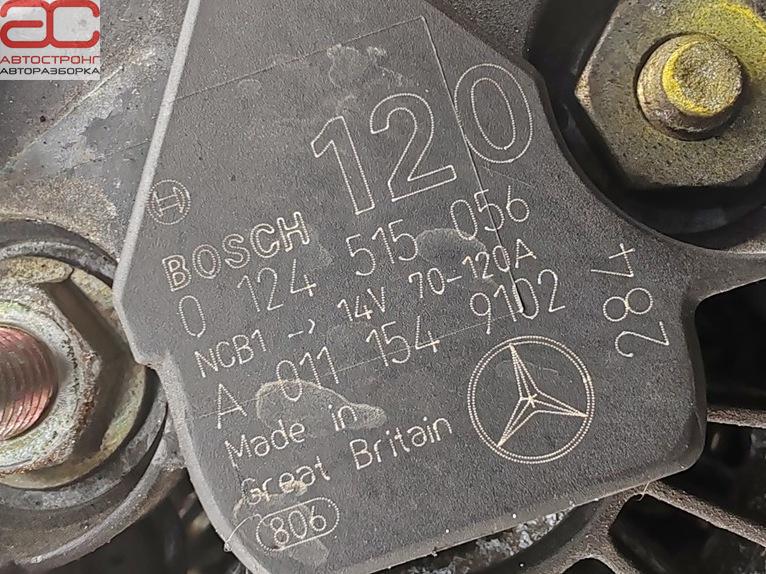 АС
АВТОСТРОНГ
АВТОРАЗБОРКА
120
BOSCH
0 124 515 056
NCB1 -> 14V 70-120A
A 011 154 9102
284
Made in
Great Britain
806